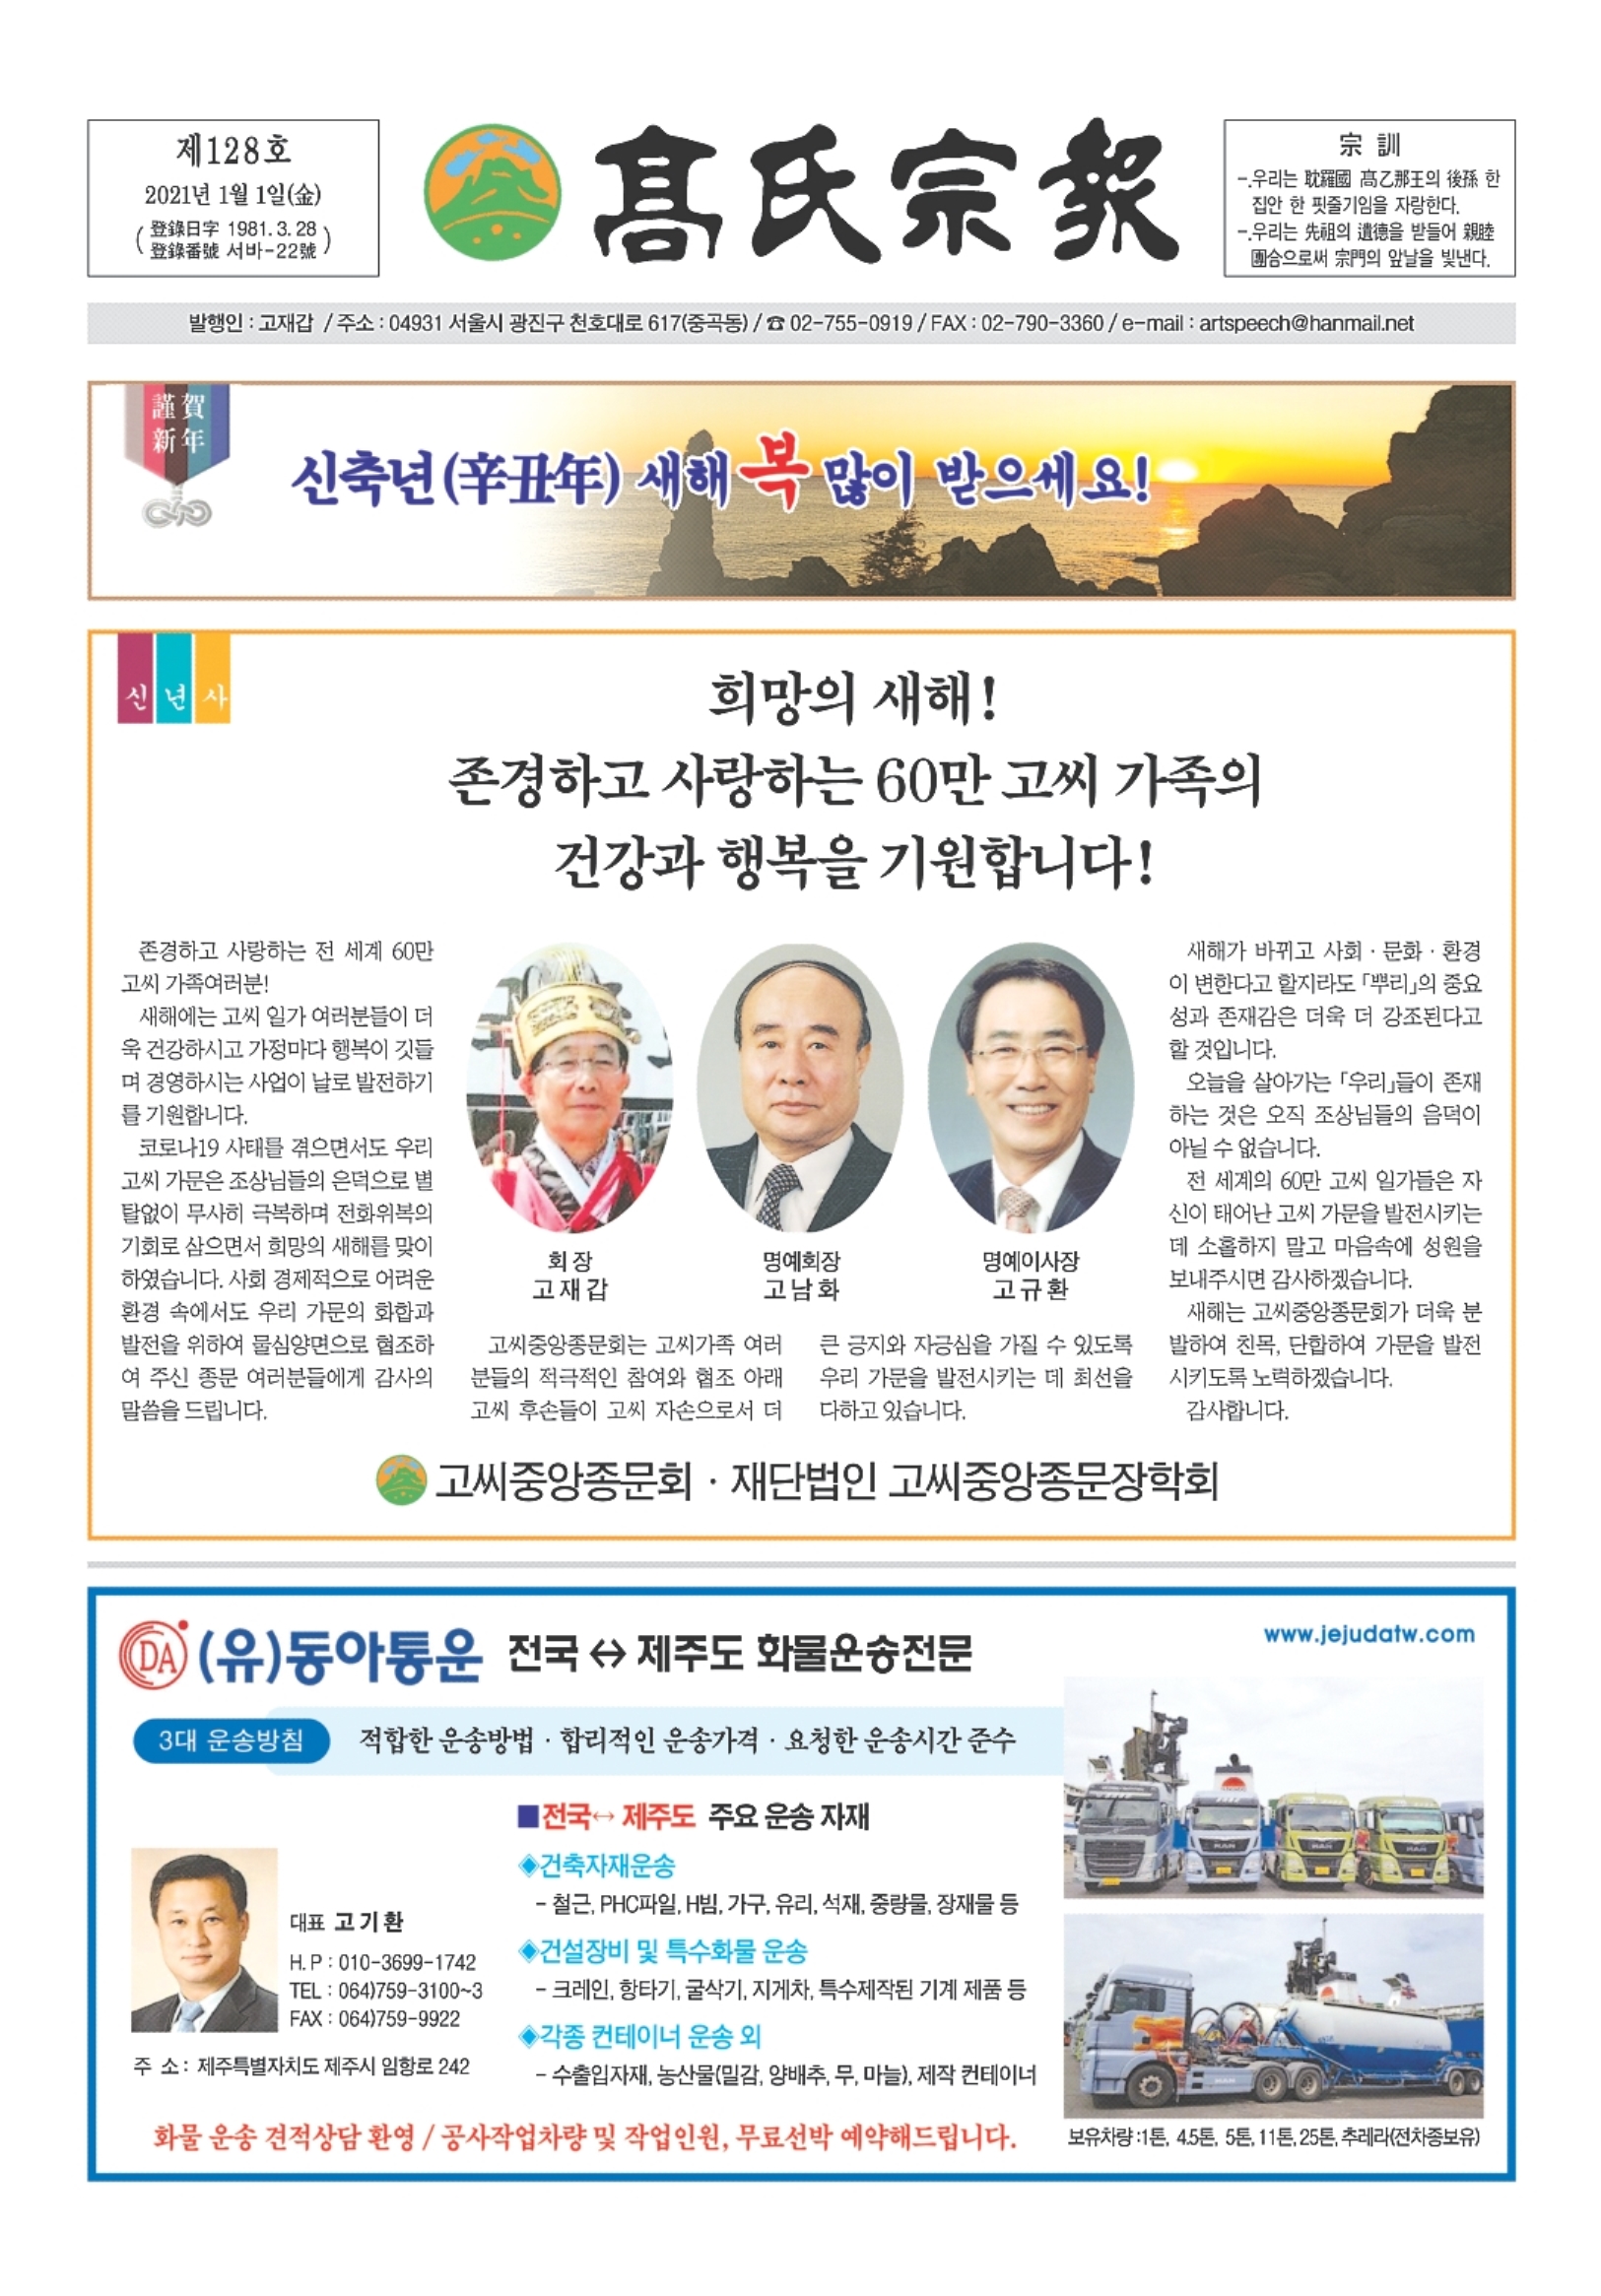 제128호
2021년 1월 1일(金)
(登錄日字 1981. 3. 28
登錄番號 서바-22號)
髙氏宗報
宗 訓
-.우리는 耽羅國 髙乙那王의 後孫 한
집안 한 핏줄기임을 자랑한다.
-.우리는 先祖의 遺德을 받들어 親睦
團合으로써 宗門의 앞날을 빛낸다.
발행인 : 고재갑 / 주소 : 04931 서울시 광진구 천호대로 617(중곡동) / ☎ 02-755-0919 / FAX : 02-790-3360 / e-mail : artspeech@hanmail.net
謹賀
新年
신축년(辛丑年) 새해 복 많이 받으세요!
신년사
희망의 새해!
존경하고 사랑하는 60만 고씨 가족의
건강과 행복을 기원합니다!
존경하고 사랑하는 전 세계 60만
고씨 가족여러분!
새해에는 고씨 일가 여러분들이 더
욱 건강하시고 가정마다 행복이 깃들
며 경영하시는 사업이 날로 발전하기
를 기원합니다.
코로나19 사태를 겪으면서도 우리
고씨 가문은 조상님들의 은덕으로 별
탈없이 무사히 극복하며 전화위복의
기회로 삼으면서 희망의 새해를 맞이
하였습니다. 사회 경제적으로 어려운
환경 속에서도 우리 가문의 화합과
발전을 위하여 물심양면으로 협조하
여 주신 종문 여러분들에게 감사의
말씀을 드립니다.
회 장
고 재 갑
명예회장
고 남 화
명예이사장
고 규 환
고씨중앙종문회는 고씨가족 여러
분들의 적극적인 참여와 협조 아래
고씨 후손들이 고씨 자손으로서 더
큰 긍지와 자긍심을 가질 수 있도록
우리 가문을 발전시키는 데 최선을
다하고 있습니다.
새해가 바뀌고 사회 · 문화 · 환경
이 변한다고 할지라도 「뿌리」의 중요
성과 존재감은 더욱 더 강조된다고
할 것입니다.
오늘을 살아가는 「우리」들이 존재
하는 것은 오직 조상님들의 음덕이
아닐 수 없습니다.
전 세계의 60만 고씨 일가들은 자
신이 태어난 고씨 가문을 발전시키는
데 소홀하지 말고 마음속에 성원을
보내주시면 감사하겠습니다.
새해는 고씨중앙종문회가 더욱 분
발하여 친목, 단합하여 가문을 발전
시키도록 노력하겠습니다.
감사합니다.
고씨중앙종문회 · 재단법인 고씨중앙종문장학회
DA (유)동아통운 전국 ↔ 제주도 화물운송전문
www.jejudatw.com
3대 운송방침 적합한 운송방법 · 합리적인 운송가격 · 요청한 운송시간 준수
■전국↔ 제주도 주요 운송 자재
◈건축자재운송
- 철근, PHC파일, H빔, 가구, 유리, 석재, 중량물, 장재물 등
◈건설장비 및 특수화물 운송
- 크레인, 항타기, 굴삭기, 지게차, 특수제작된 기계 제품 등
◈각종 컨테이너 운송 외
- 수출입자재, 농산물(밀감, 양배추, 무, 마늘), 제작 컨테이너
대표 고 기 환
H. P : 010-3699-1742
TEL : 064)759-3100~3
FAX : 064)759-9922
주 소 : 제주특별자치도 제주시 임항로 242
화물 운송 견적상담 환영 / 공사작업차량 및 작업인원, 무료선박 예약해드립니다.
보유차량 :1톤, 4.5톤, 5톤, 11톤, 25톤, 추레라(전차종보유)